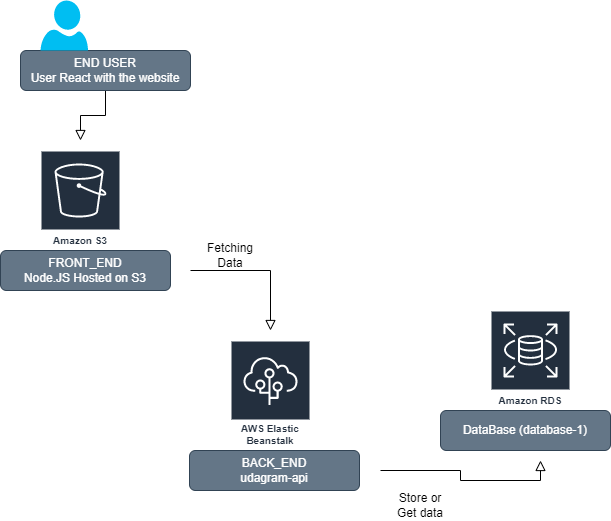 END USER
User React with the website
Amazon S3
FRONT_END
Node.JS Hosted on S3
Fetching
Data
AWS Elastic
Beanstalk
BACK_END
udagram-api
Amazon RDS
DataBase (database-1)
Store or
Get data